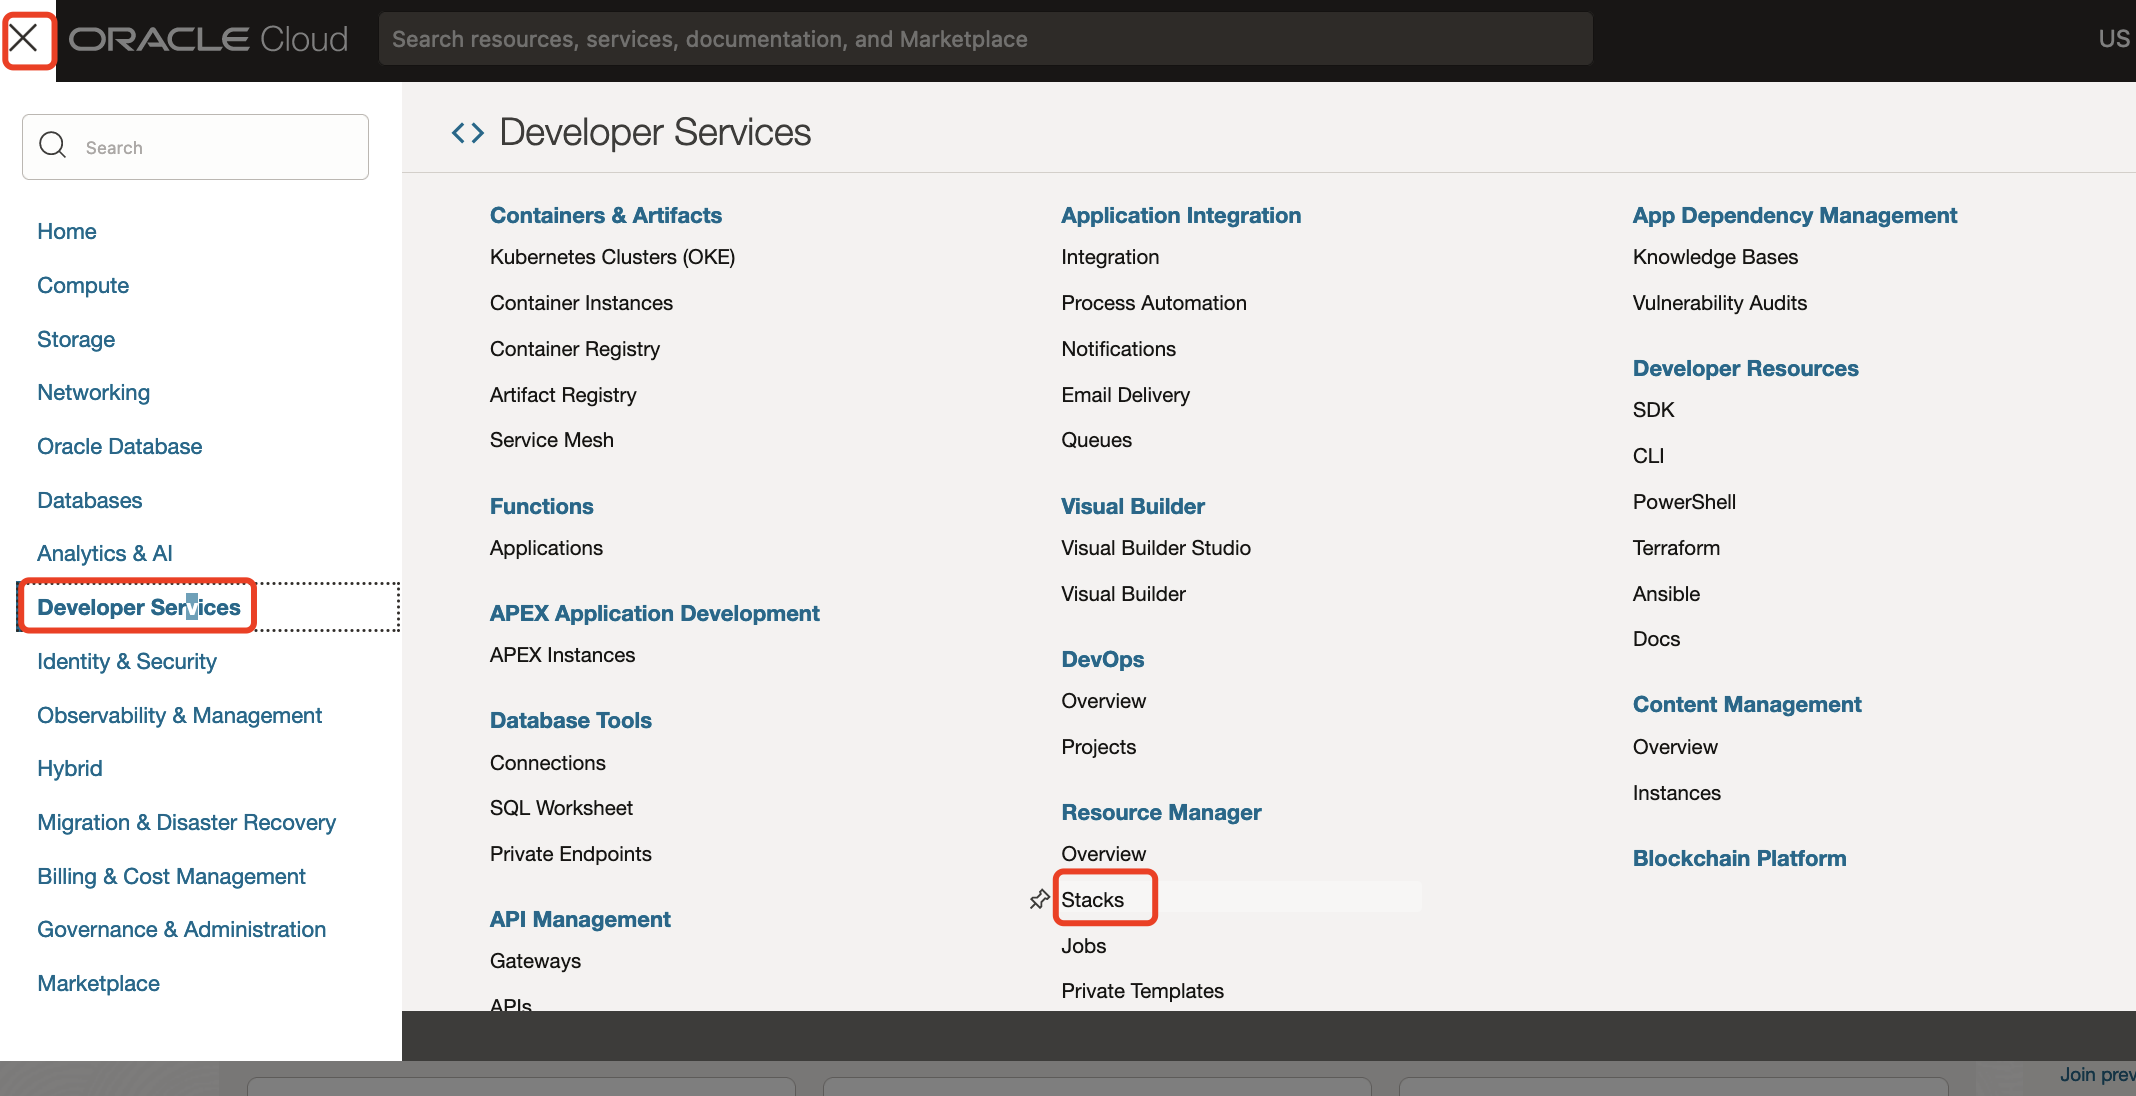 ORACLE Cloud
Search resources, services, documentation, and Marketplace
US
Search
Home
Compute
Storage
Networking
Oracle Database
Databases
Analytics & AI
Developer Services
Identity & Security
Observability & Management
Hybrid
Migration & Disaster Recovery
Billing & Cost Management
Governance & Administration
Marketplace
Developer Services
Containers & Artifacts
Kubernetes Clusters (OKE)
Container Instances
Container Registry
Artifact Registry
Service Mesh
Functions
Applications
APEX Application Development
APEX Instances
Database Tools
Connections
SQL Worksheet
Private Endpoints
API Management
Gateways
APIs
Application Integration
Integration
Process Automation
Notifications
Email Delivery
Queues
Visual Builder
Visual Builder Studio
Visual Builder
DevOps
Overview
Projects
Resource Manager
Overview
Stacks
Jobs
Private Templates
App Dependency Management
Knowledge Bases
Vulnerability Audits
Developer Resources
SDK
CLI
PowerShell
Terraform
Ansible
Docs
Content Management
Overview
Instances
Blockchain Platform
Join prev